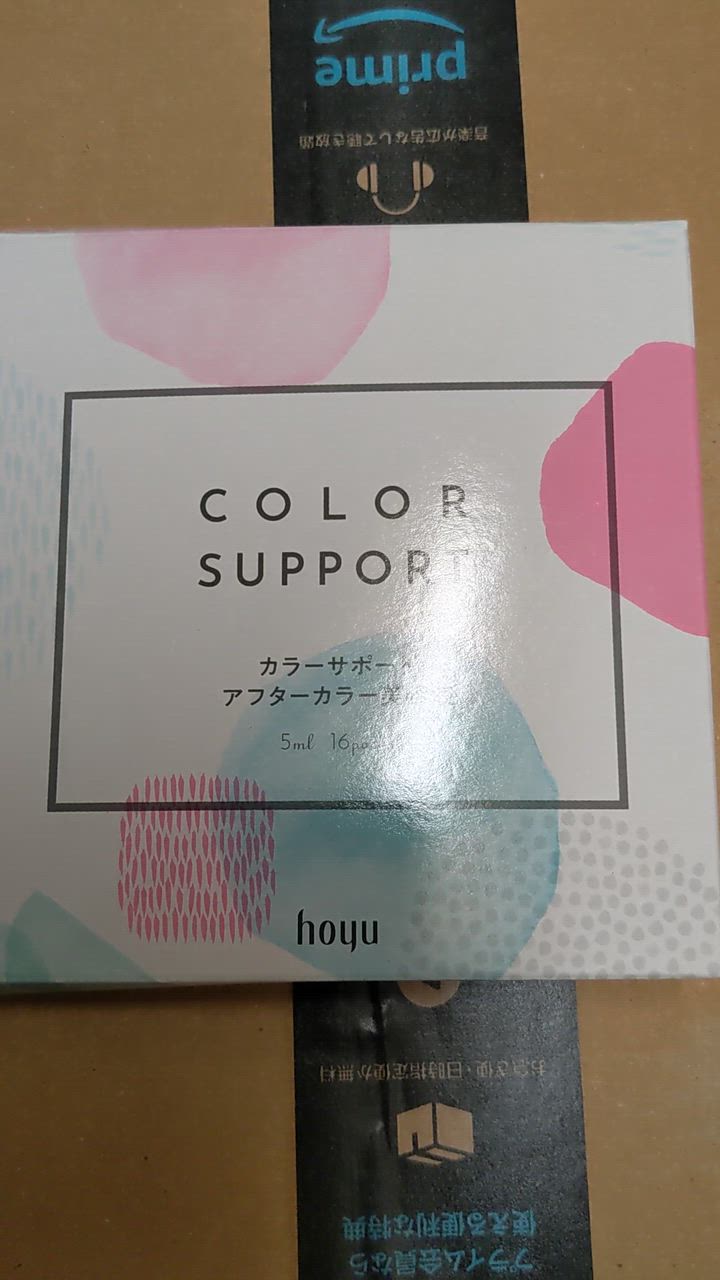 prime
音楽が広告なしで聴き放題
COLOR
SUPPORT
カラーサポー
アフターカラー美
5ml 16
hoyu
お急ぎ便・日時指定便が無料
プライム会員なら
使える便利な特典